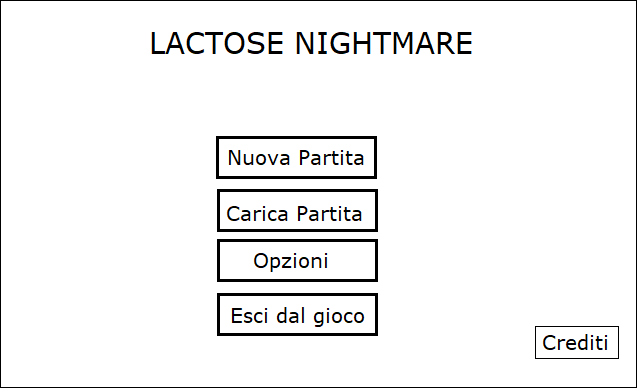 LACTOSE NIGHTMARE
Nuova Partita
Carica Partita
Opzioni
Esci dal gioco
Crediti